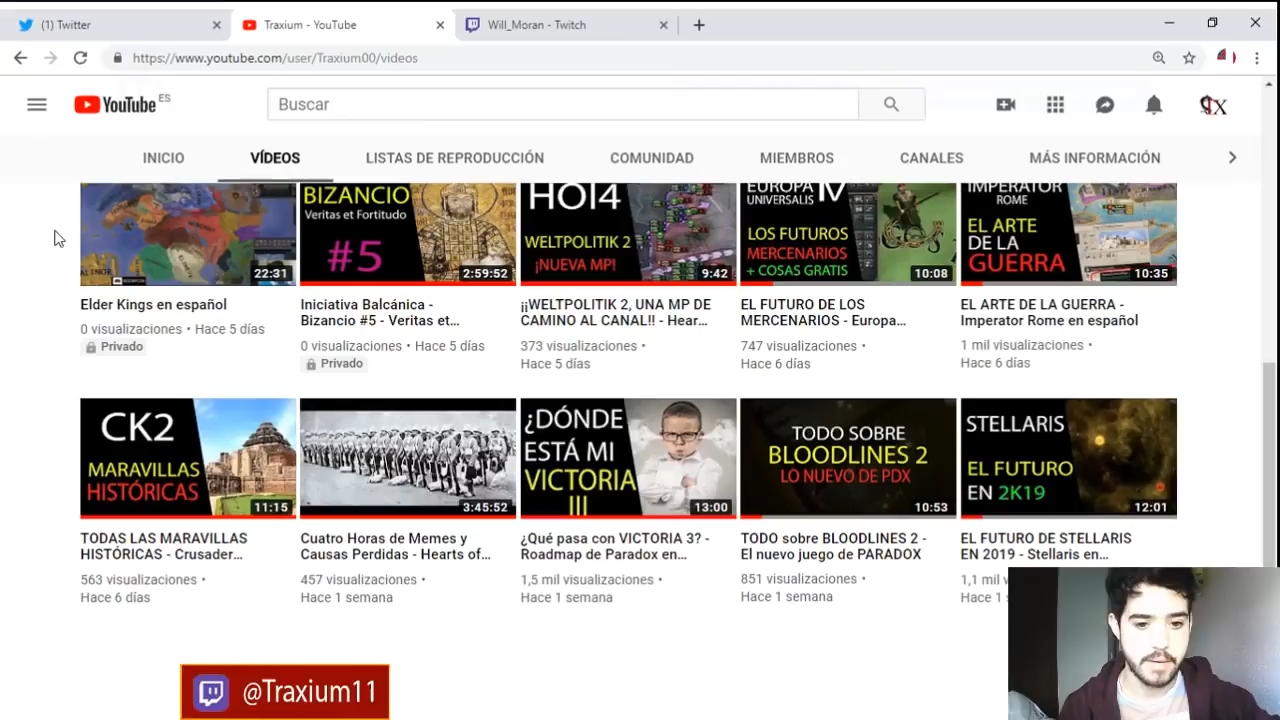 (1) Twitter
Traxium - YouTube
Will_Moran - Twitch
https://www.youtube.com/user/Traxium00/videos
YouTube ES
Buscar
INICIO
VÍDEOS
LISTAS DE REPRODUCCIÓN
COMUNIDAD
MIEMBROS
CANALES
MÁS INFORMACIÓN
22:31
BIZANCIO
Veritas et Fortitudo
#5
2:59:52
HOI4
WELTPOLITIK 2
¡NUEVA MP!
9:42
EUROPA IV
UNIVERSALIS
LOS FUTUROS
MERCENARIOS
+ COSAS GRATIS
10:08
IMPERATOR
ROME
EL ARTE
DE LA
GUERRA
10:35
Elder Kings en español
0 visualizaciones • Hace 5 días
Privado
Iniciativa Balcánica -
Bizancio #5 - Veritas et...
0 visualizaciones • Hace 5 días
Privado
¡¡WELTPOLITIK 2, UNA MP DE
CAMINO AL CANAL!! - Hear...
373 visualizaciones •
Hace 5 días
EL FUTURO DE LOS
MERCENARIOS - Europa...
747 visualizaciones •
Hace 6 días
EL ARTE DE LA GUERRA -
Imperator Rome en español
1 mil visualizaciones •
Hace 6 días
CK2
MARAVILLAS
HISTÓRICAS
11:15
3:45:52
¿DÓNDE
ESTÁ MI
VICTORIA
III
13:00
TODO SOBRE
BLOODLINES 2
LO NUEVO DE PDX
10:53
STELLARIS
EL FUTURO
EN 2K19
12:01
TODAS LAS MARAVILLAS
HISTÓRICAS - Crusader...
563 visualizaciones •
Hace 6 días
Cuatro Horas de Memes y
Causas Perdidas - Hearts of...
457 visualizaciones •
Hace 1 semana
¿Qué pasa con VICTORIA 3? -
Roadmap de Paradox en...
1,5 mil visualizaciones •
Hace 1 semana
TODO sobre BLOODLINES 2 -
El nuevo juego de PARADOX
851 visualizaciones •
Hace 1 semana
EL FUTURO DE STELLARIS
EN 2019 - Stellaris en...
1,1 mil
Hace 1
@Traxium11